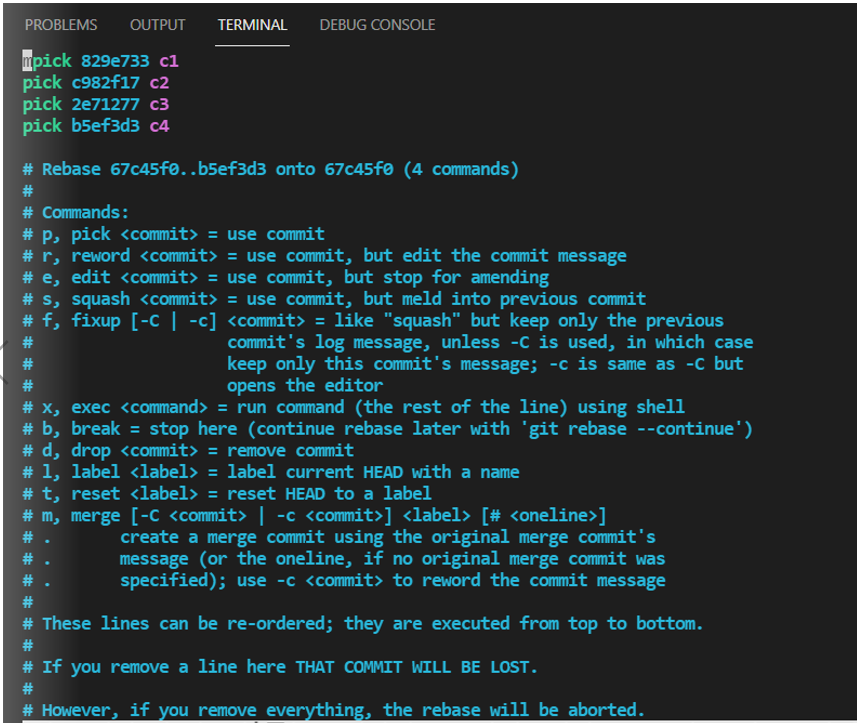 PROBLEMS OUTPUT TERMINAL DEBUG CONSOLE
mpick 829e733 c1
pick c982f17 c2
pick 2e71277 c3
pick b5ef3d3 c4
# Rebase 67c45f0..b5ef3d3 onto 67c45f0 (4 commands)
#
# Commands:
# p, pick <commit> = use commit
# r, reword <commit> = use commit, but edit the commit message
# e, edit <commit> = use commit, but stop for amending
# s, squash <commit> = use commit, but meld into previous commit
# f, fixup [-C | -c] <commit> = like "squash" but keep only the previous
# commit's log message, unless -C is used, in which case
# keep only this commit's message; -c is same as -C but
# opens the editor
# x, exec <command> = run command (the rest of the line) using shell
# b, break = stop here (continue rebase later with 'git rebase --continue')
# d, drop <commit> = remove commit
# l, label <label> = label current HEAD with a name
# t, reset <label> = reset HEAD to a label
# m, merge [-C <commit> | -c <commit>] <label> [# <oneline>]
# . create a merge commit using the original merge commit's
# . message (or the oneline, if no original merge commit was
# . specified); use -c <commit> to reword the commit message
#
# These lines can be re-ordered; they are executed from top to bottom.
#
# If you remove a line here THAT COMMIT WILL BE LOST.
#
# However, if you remove everything, the rebase will be aborted.